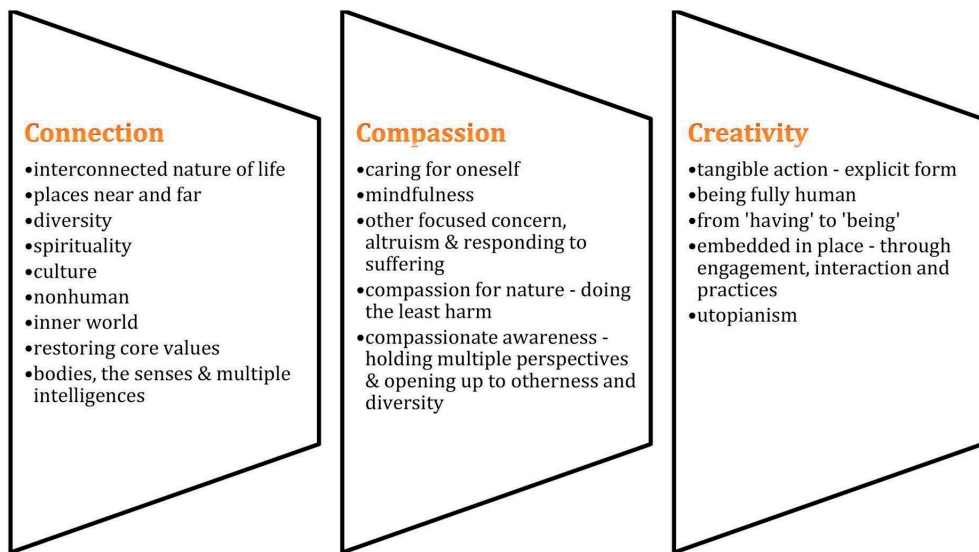 Connection
•interconnected nature of life
•places near and far
•diversity
•spirituality
•culture
•nonhuman
•inner world
•restoring core values
•bodies, the senses & multiple
intelligences
Compassion
•caring for oneself
•mindfulness
•other focused concern,
altruism & responding to
suffering
•compassion for nature - doing
the least harm
•compassionate awareness -
holding multiple perspectives
& opening up to otherness and
diversity
Creativity
•tangible action - explicit form
•being fully human
•from 'having' to 'being'
•embedded in place - through
engagement, interaction and
practices
•utopianism